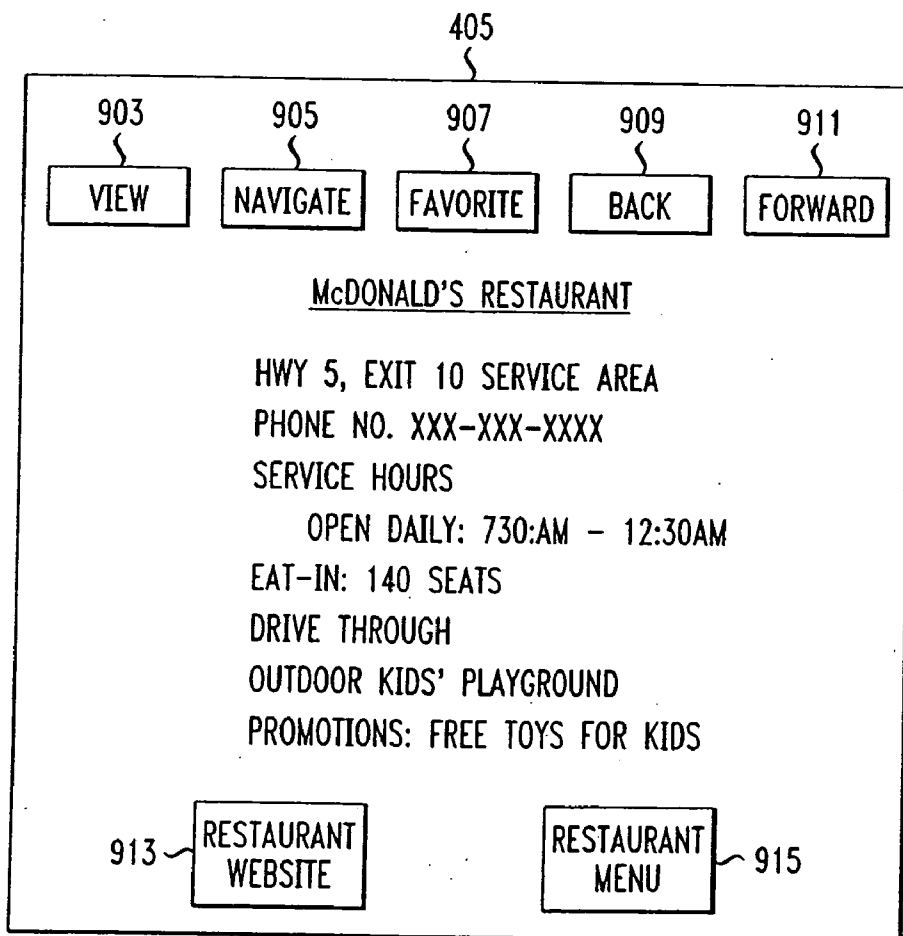 405
903 905 907 909 911
VIEW NAVIGATE FAVORITE BACK FORWARD
McDONALD'S RESTAURANT
HWY 5, EXIT 10 SERVICE AREA
PHONE NO. XXX-XXX-XXXX
SERVICE HOURS
OPEN DAILY: 730:AM - 12:30AM
EAT-IN: 140 SEATS
DRIVE THROUGH
OUTDOOR KIDS' PLAYGROUND
PROMOTIONS: FREE TOYS FOR KIDS
913 RESTAURANT WEBSITE
RESTAURANT MENU 915